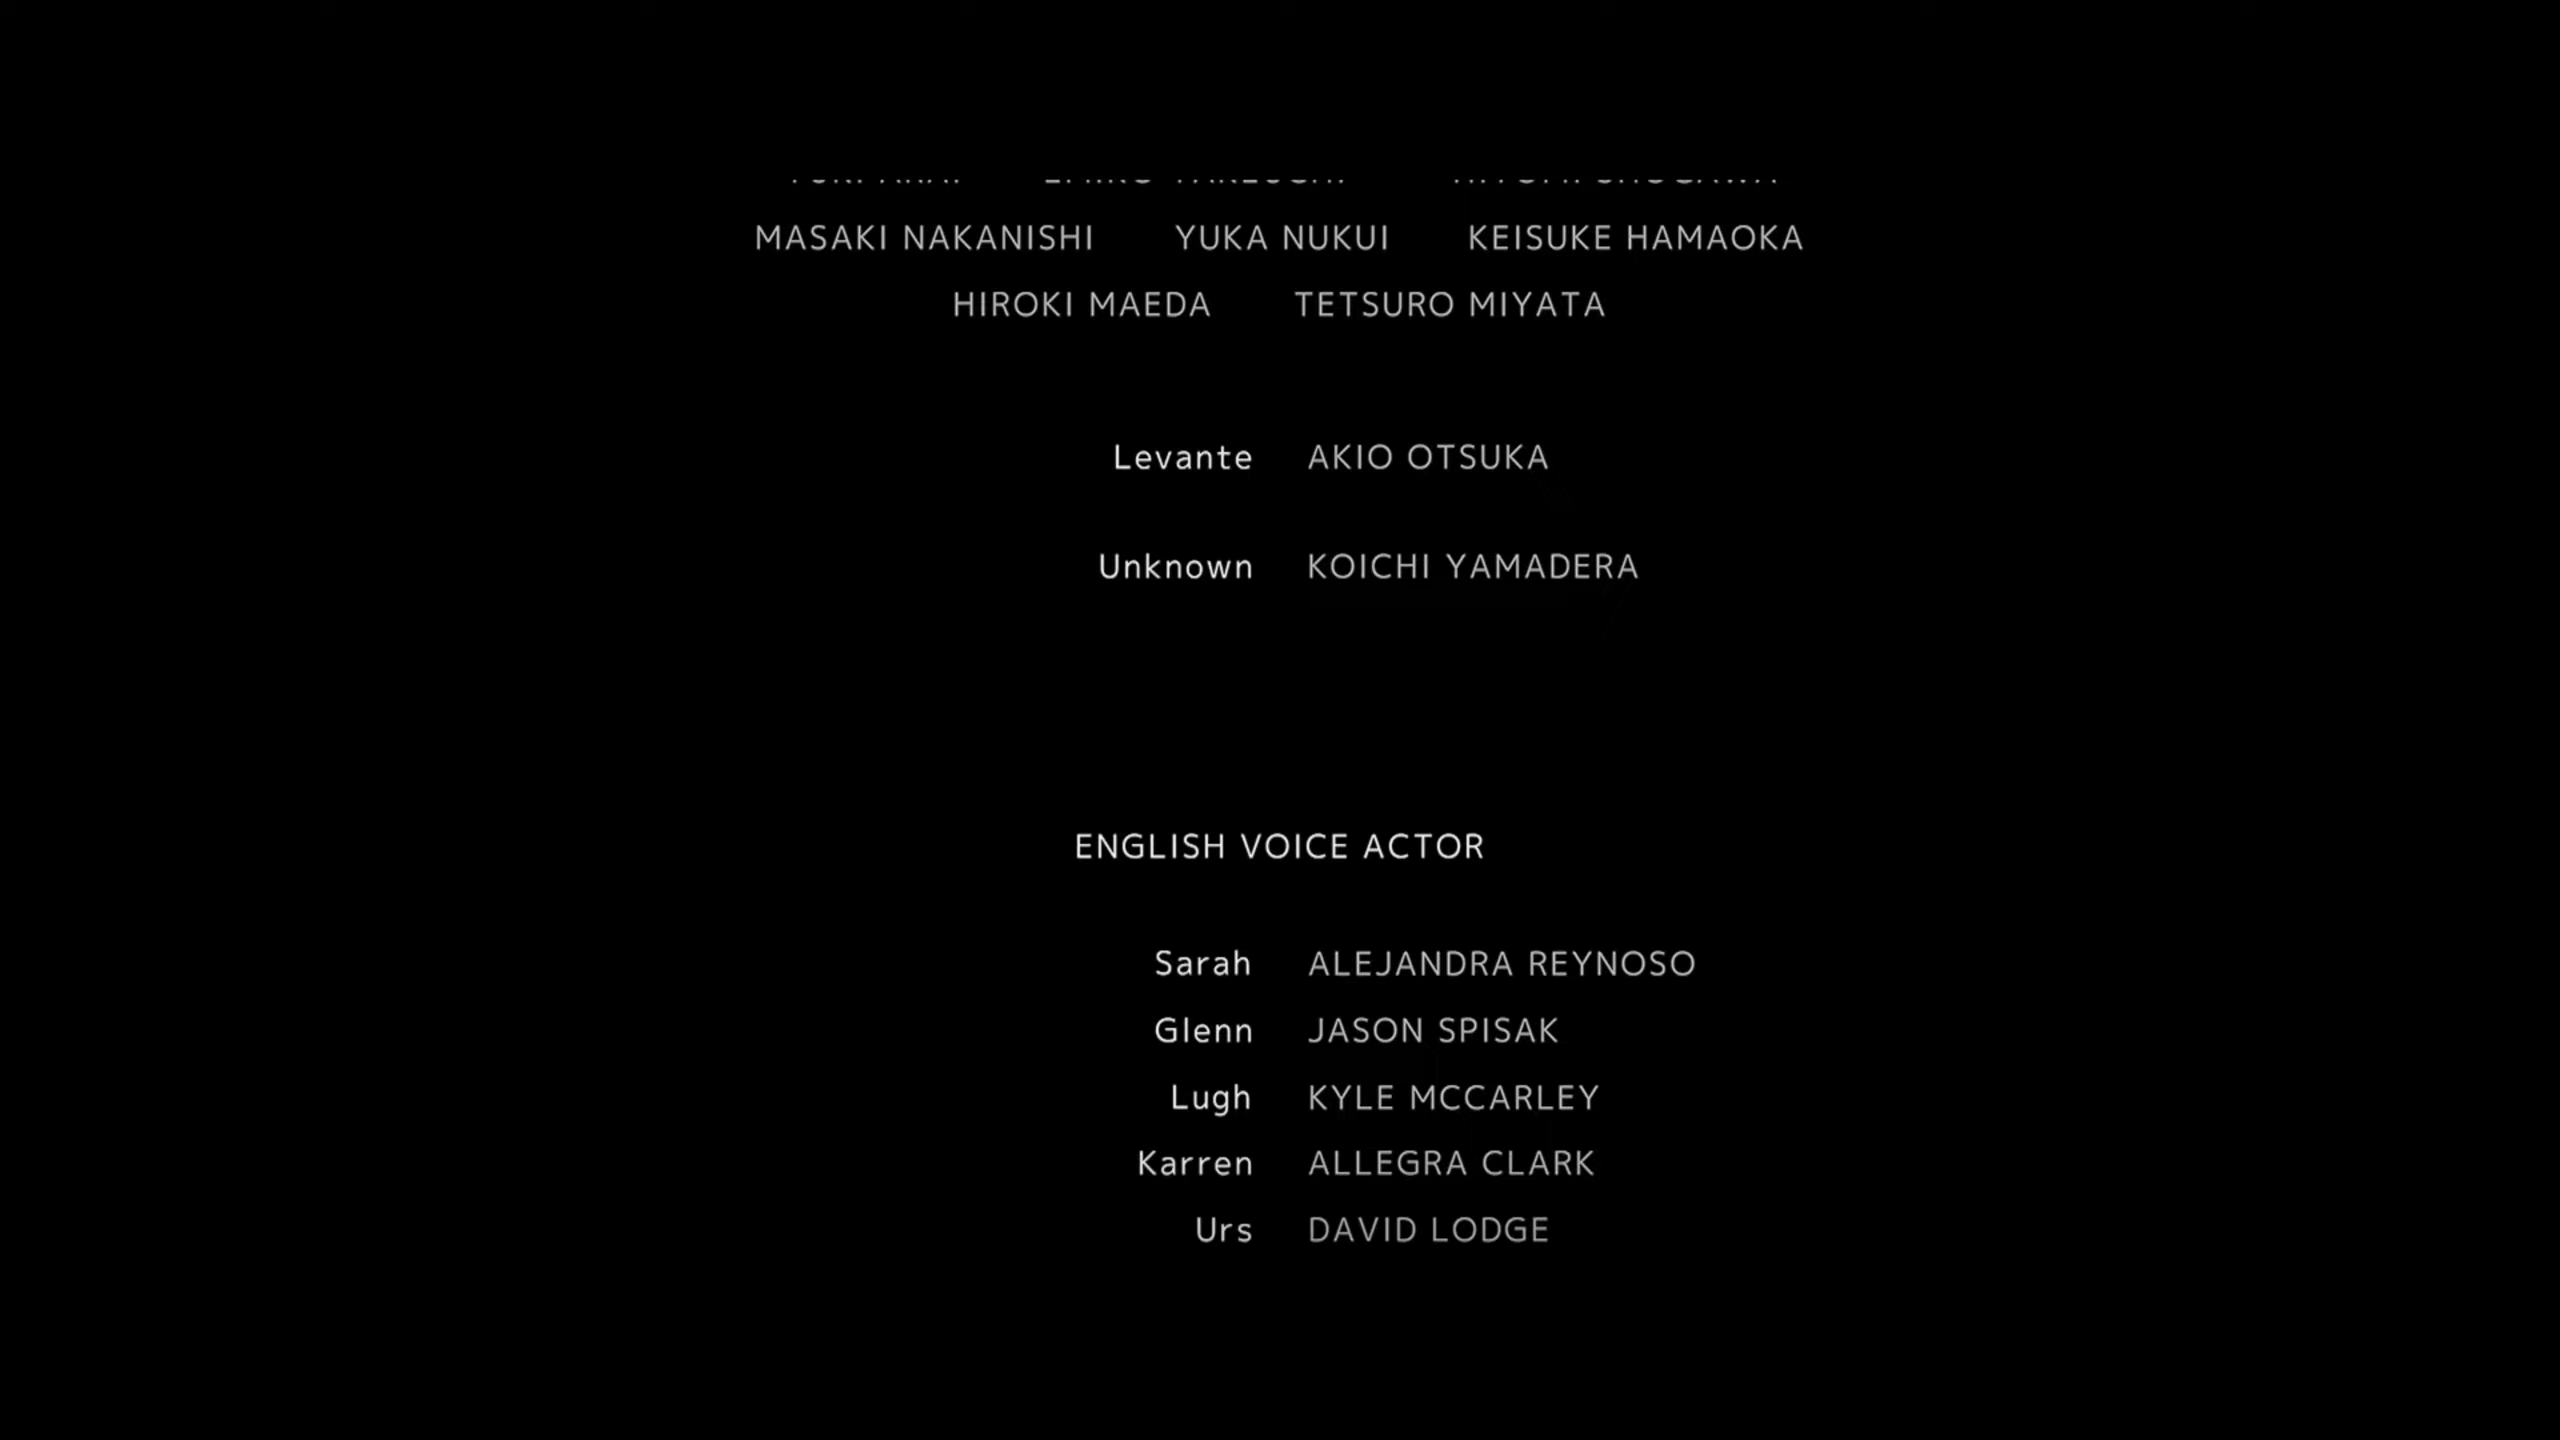 MASAKI NAKANISHI YUKA NUKUI KEISUKE HAMAOKA
HIROKI MAEDA TETSURO MIYATA
Levante AKIO OTSUKA
Unknown KOICHI YAMADERA
ENGLISH VOICE ACTOR
Sarah ALEJANDRA REYNOSO
Glenn JASON SPISAK
Lugh KYLE MCCARLEY
Karren ALLEGRA CLARK
Urs DAVID LODGE